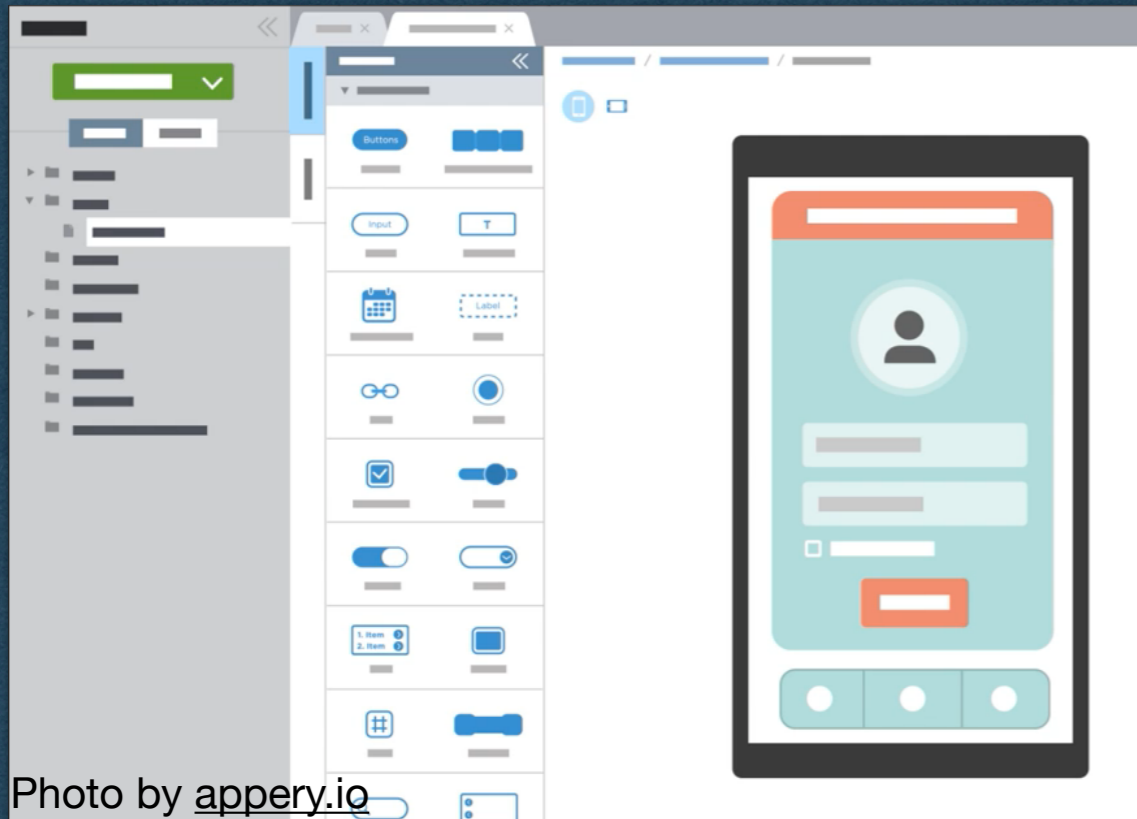 Buttons
Input
T
Label
1. Item
2. Item
Photo by appery.io